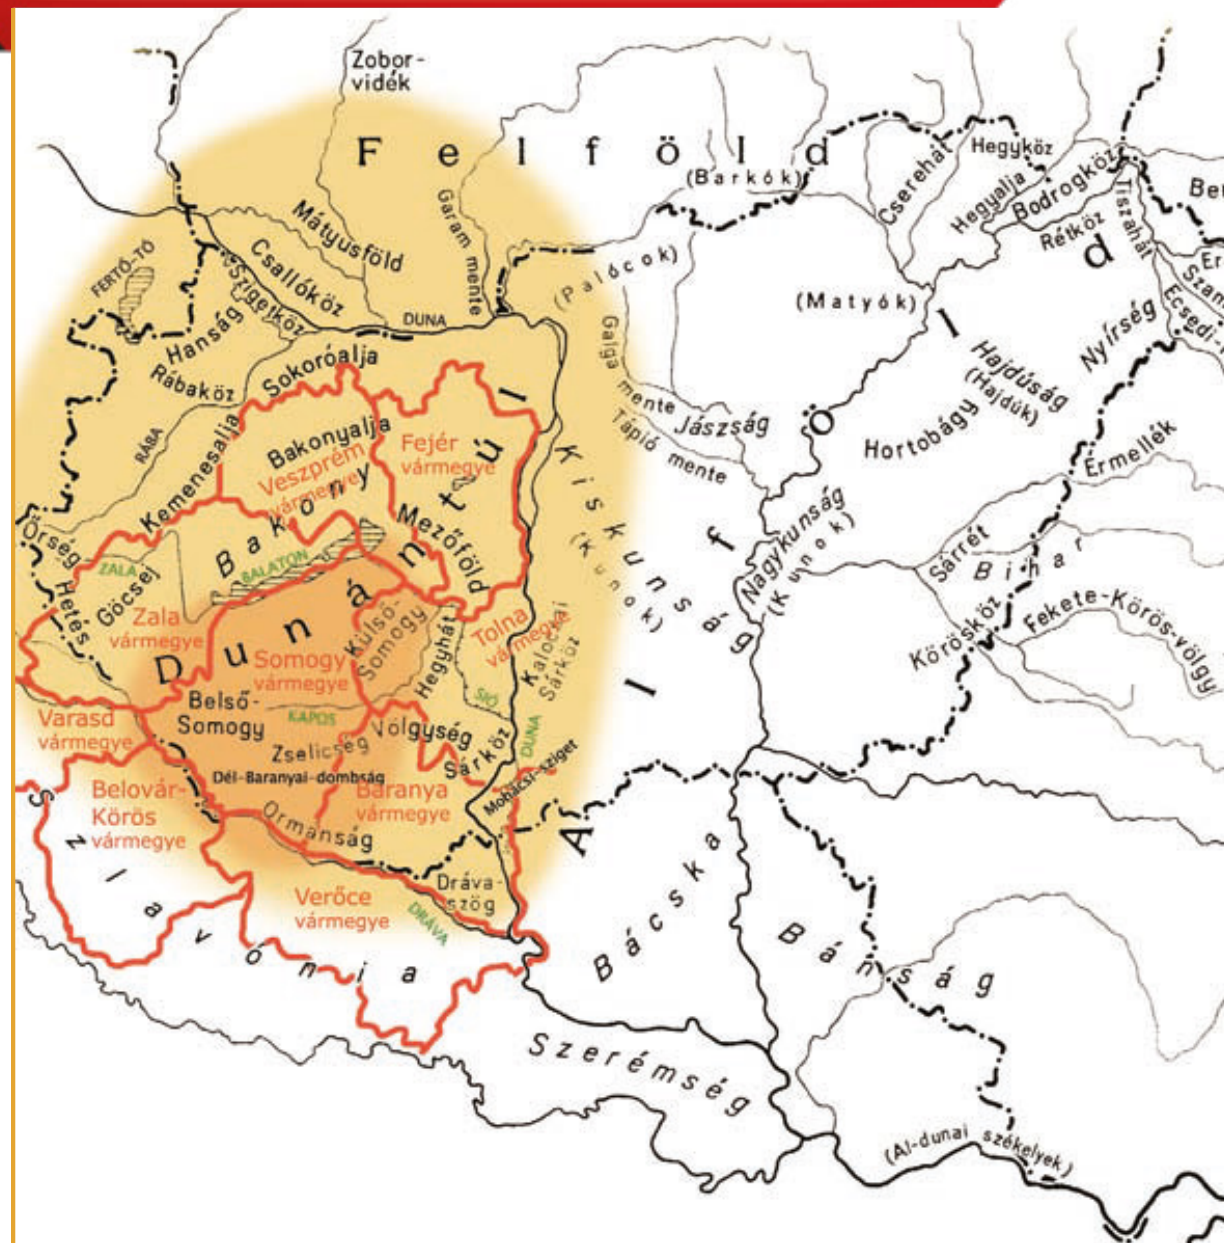 Zobor-
vidék
Felföld
(Barkók)
Cserehát
Hegyköz
Hegyalja
Bodrogköz
Rétköz
Tiszahát
Mátyusföld
Garam mente
Csallóköz
Szigetköz
FERTŐ-TÓ
Hanság
DUNA
Rábaköz
Sokoróalja
RÁBA
Kemenesalja
(Palócok)
(Matyók)
Galga mente
Tápió mente
Jászság
Hajdúság
(Hajdúk)
Nyírség
Hortobágy
Ermellék
Bakonyalja
Veszprém
vármegye
Fejér
vármegye
Bakony
Mezőföld
Kiskunság
(Kunok)
Nagykunság
(Kunok)
Sárrét
Bihar
Körösköz
Fekete-Körös-völgy
Őrség
Hetés
Göcsej
ZALA
BALATON
Zala
vármegye
Dunántúl
Alföld
Somogy
vármegye
Külső-
Somogy
Hegyhát
Tolna
vármegye
Kalocsai
Sárköz
SIÓ
DUNA
Belső-
Somogy
KAPOS
Völgység
Zselicség
Sárköz
Varasd
vármegye
Dél-Baranyai-dombság
Baranya
vármegye
Mohácsi-sziget
Belovár-
Körös
vármegye
Ormánság
Verőce
vármegye
Dráva-
szög
DRÁVA
Szlavónia
Bácska
Bánság
Szerémség
(Al-dunai székelyek)